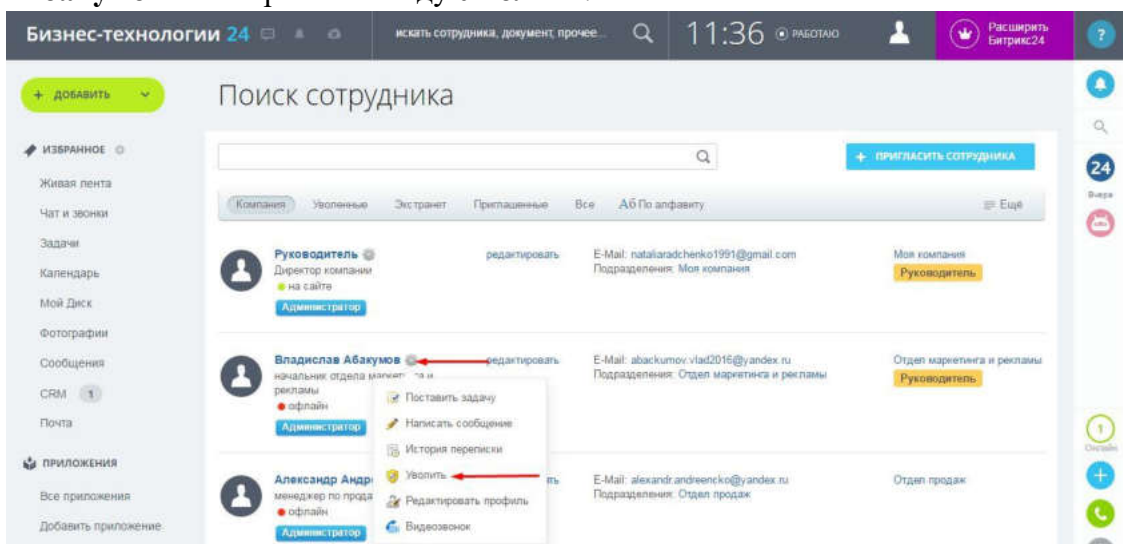 Бизнес-технологии 24
искать сотрудника, документ, прочее...
11:36
РАБОТАЮ
Расширить
Битрикс24
?
+ ДОБАВИТЬ
Поиск сотрудника
ИЗБРАННОЕ
+ ПРИГЛАСИТЬ СОТРУДНИКА
24
Вчера
Живая лента
Чат и звонки
Задачи
Календарь
Мой Диск
Фотографии
Сообщения
CRM 1
Почта
ПРИЛОЖЕНИЯ
Все приложения
Добавить приложение
Компания Уволенные Экстранет Приглашенные Все Аб По алфавиту Ещё
Руководитель
редактировать
E-Mail: nataliaradchenko1991@gmail.com
Моя компания
Директор компании
Подразделения: Моя компания
Руководитель
на сайте
Администратор
Владислав Абакумов
редактировать
E-Mail: abackumov.vlad2016@yandex.ru
Отдел маркетинга и рекламы
начальник отдела
рекламы
Подразделения: Отдел маркетинга и рекламы
Руководитель
офлайн
Администратор
Поставить задачу
Написать сообщение
История переписки
Уволить
Редактировать профиль
Видеозвонок
Александр Андр
E-Mail: alexandr.andreencko@yandex.ru
Отдел продаж
менеджер по прода
Подразделения: Отдел продаж
офлайн
Администратор
1